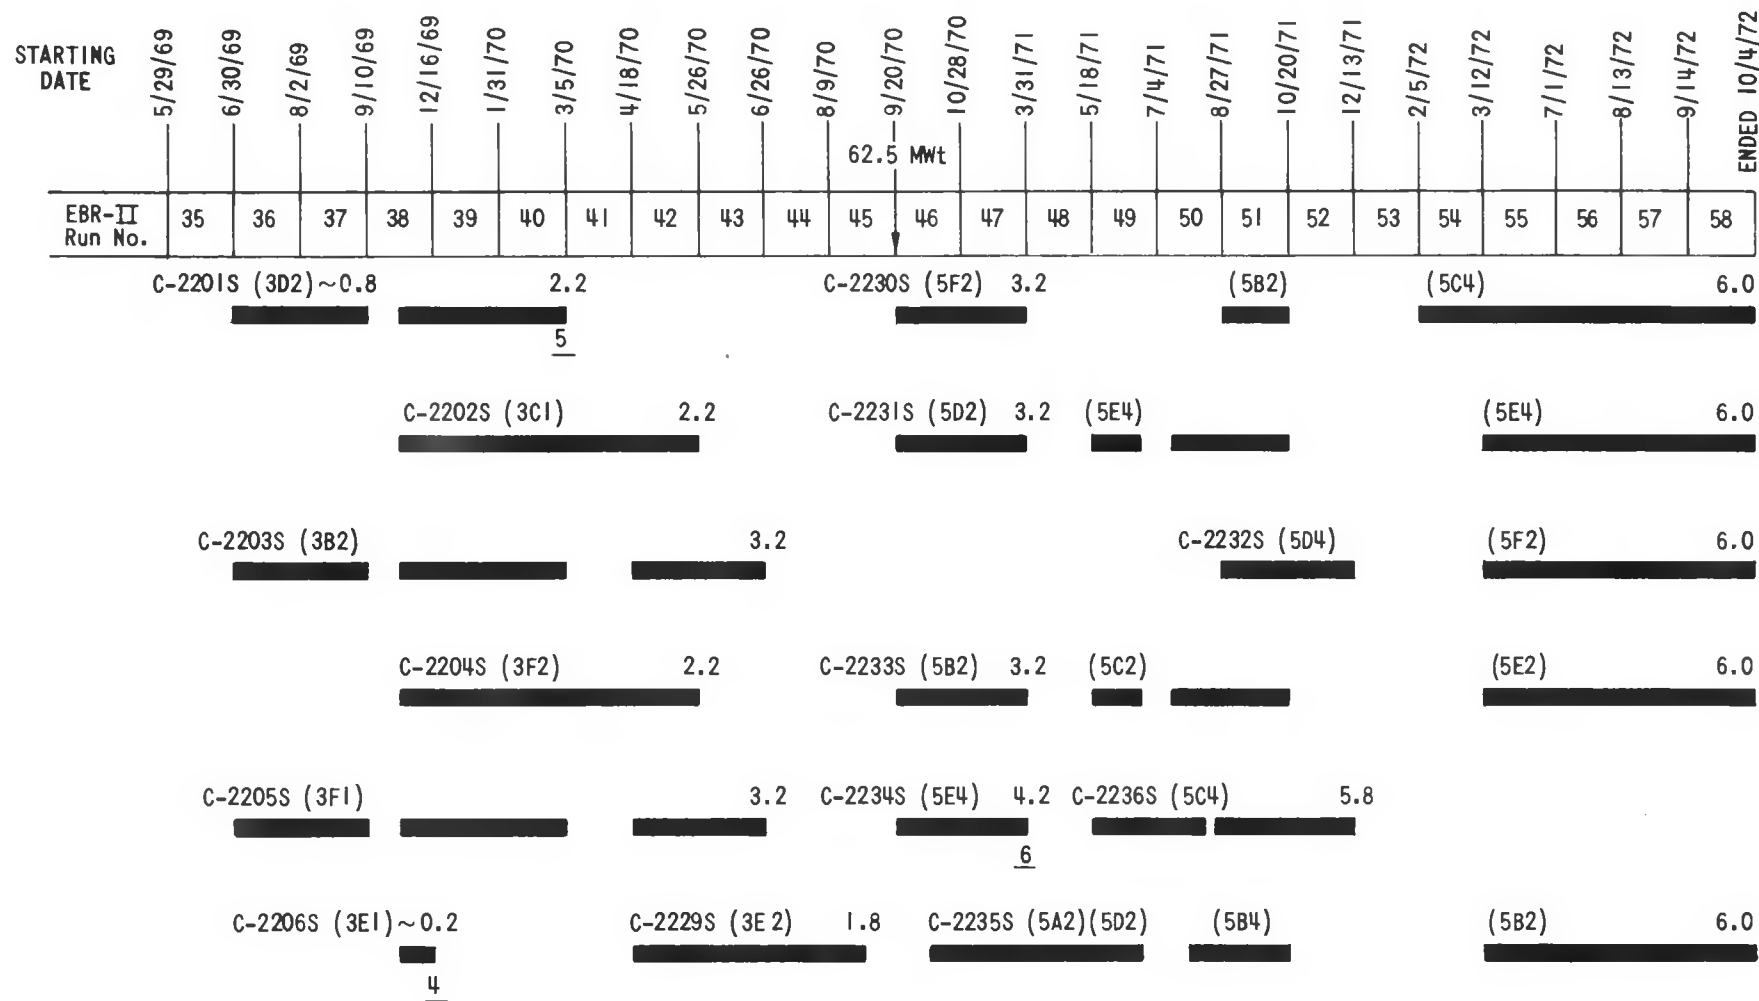 STARTING DATE
5/29/69 6/30/69 8/2/69 9/10/69 12/16/69 1/31/70 3/5/70 4/18/70 5/26/70 6/26/70 8/9/70 9/20/70 10/28/70 3/31/71 5/18/71 7/4/71 8/27/71 10/20/71 12/13/71 2/5/72 3/12/72 7/1/72 8/13/72 9/14/72 ENDED 10/4/72
62.5 MWt
EBR-II Run No. 35 36 37 38 39 40 41 42 43 44 45 46 47 48 49 50 51 52 53 54 55 56 57 58
C-2201S (3D2) ~0.8 2.2 C-2230S (5F2) 3.2 (5B2) (5C4) 6.0
5
C-2202S (3C1) 2.2 C-2231S (5D2) 3.2 (5E4) (5E4) 6.0
C-2203S (3B2) 3.2 C-2232S (5D4) (5F2) 6.0
C-2204S (3F2) 2.2 C-2233S (5B2) 3.2 (5C2) (5E2) 6.0
C-2205S (3F1) 3.2 C-2234S (5E4) 4.2 C-2236S (5C4) 5.8
6
C-2206S (3E1) ~0.2 C-2229S (3E2) 1.8 C-2235S (5A2)(5D2) (5B4) (5B2) 6.0
4